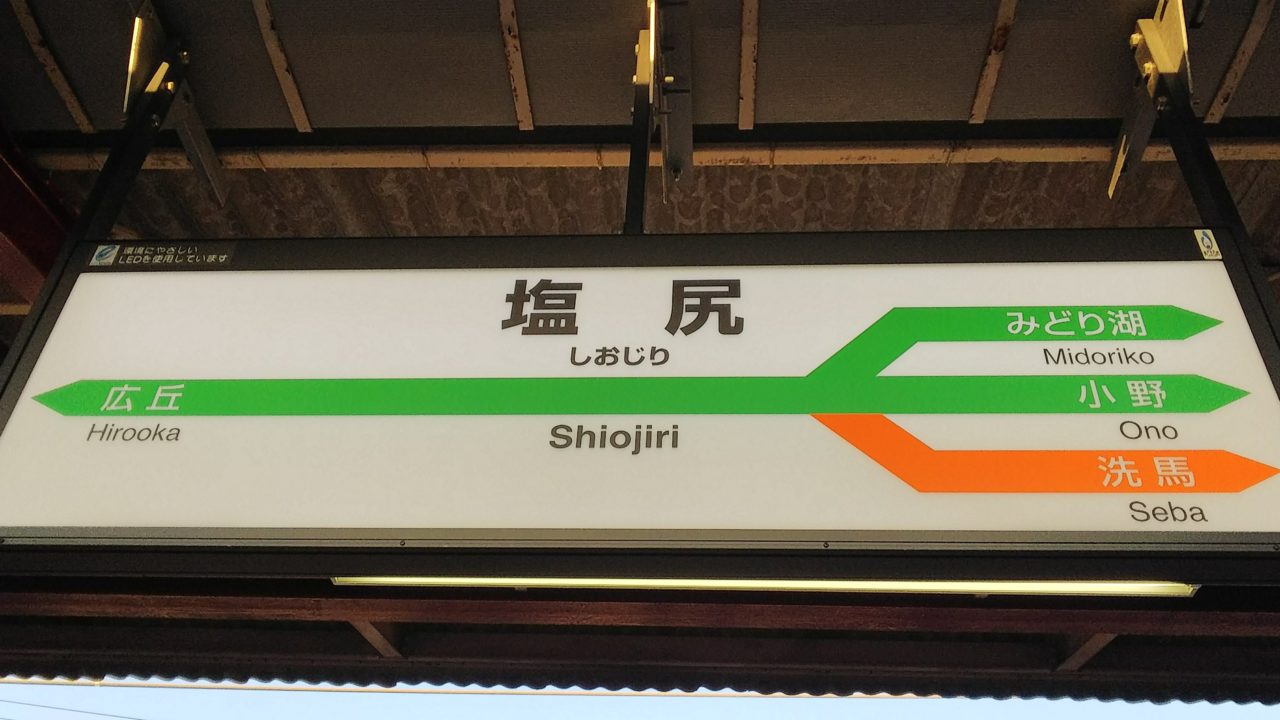 環境にやさしい
LEDを使用しています
塩 尻
しおじり
Shiojiri
広 丘
Hirooka
みどり湖
Midoriko
小 野
Ono
洗 馬
Seba